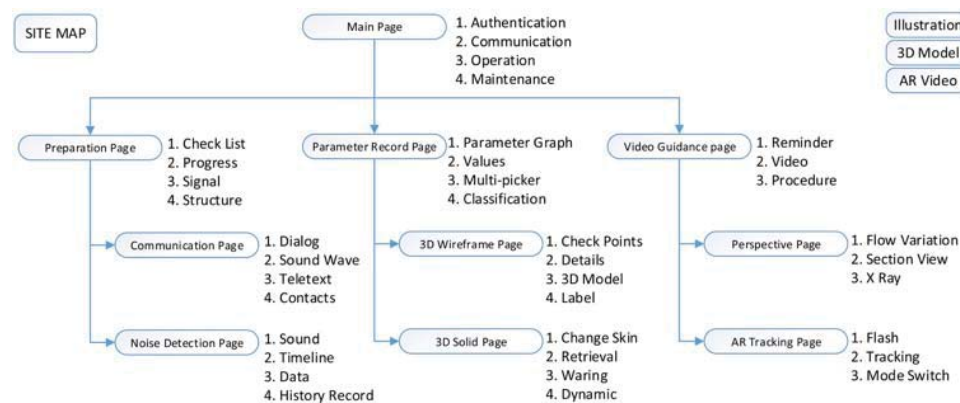 SITE MAP
Main Page
1. Authentication
2. Communication
3. Operation
4. Maintenance
Illustration
3D Model
AR Video
Preparation Page
1. Check List
2. Progress
3. Signal
4. Structure
Parameter Record Page
1. Parameter Graph
2. Values
3. Multi-picker
4. Classification
Video Guidance page
1. Reminder
2. Video
3. Procedure
Communication Page
1. Dialog
2. Sound Wave
3. Teletext
4. Contacts
3D Wireframe Page
1. Check Points
2. Details
3. 3D Model
4. Label
Perspective Page
1. Flow Variation
2. Section View
3. X Ray
Noise Detection Page
1. Sound
2. Timeline
3. Data
4. History Record
3D Solid Page
1. Change Skin
2. Retrieval
3. Waring
4. Dynamic
AR Tracking Page
1. Flash
2. Tracking
3. Mode Switch